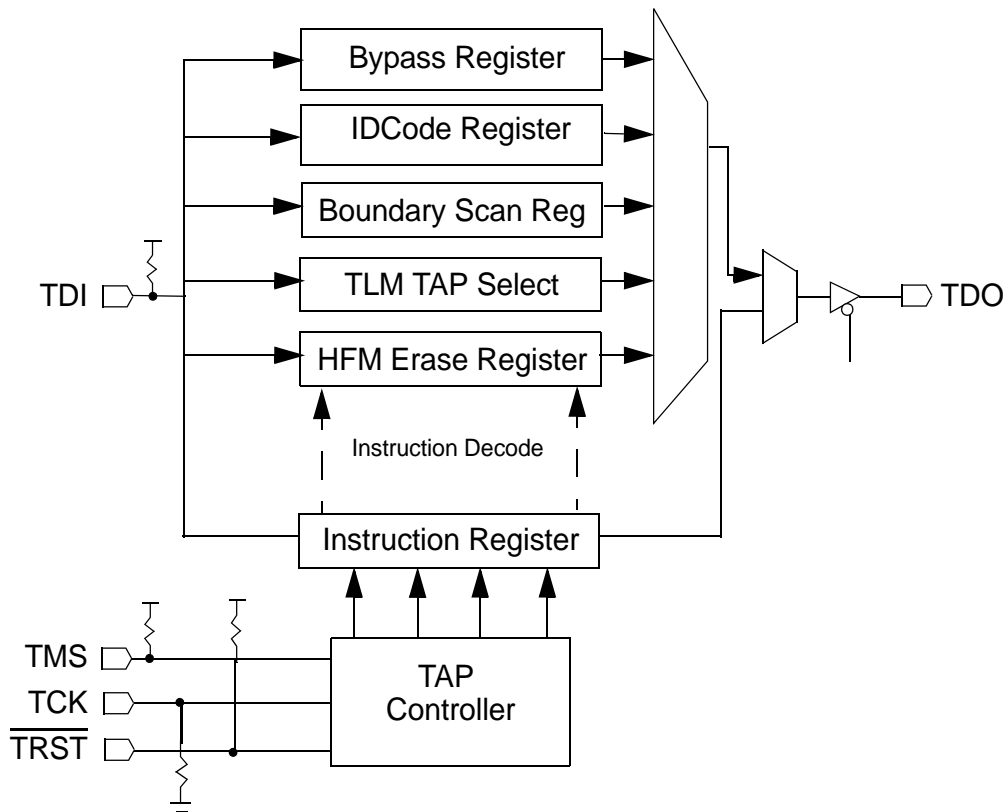 Bypass Register
IDCode Register
Boundary Scan Reg
TDI
TLM TAP Select
TDO
HFM Erase Register
Instruction Decode
Instruction Register
TMS
TAP
Controller
TCK
TRST